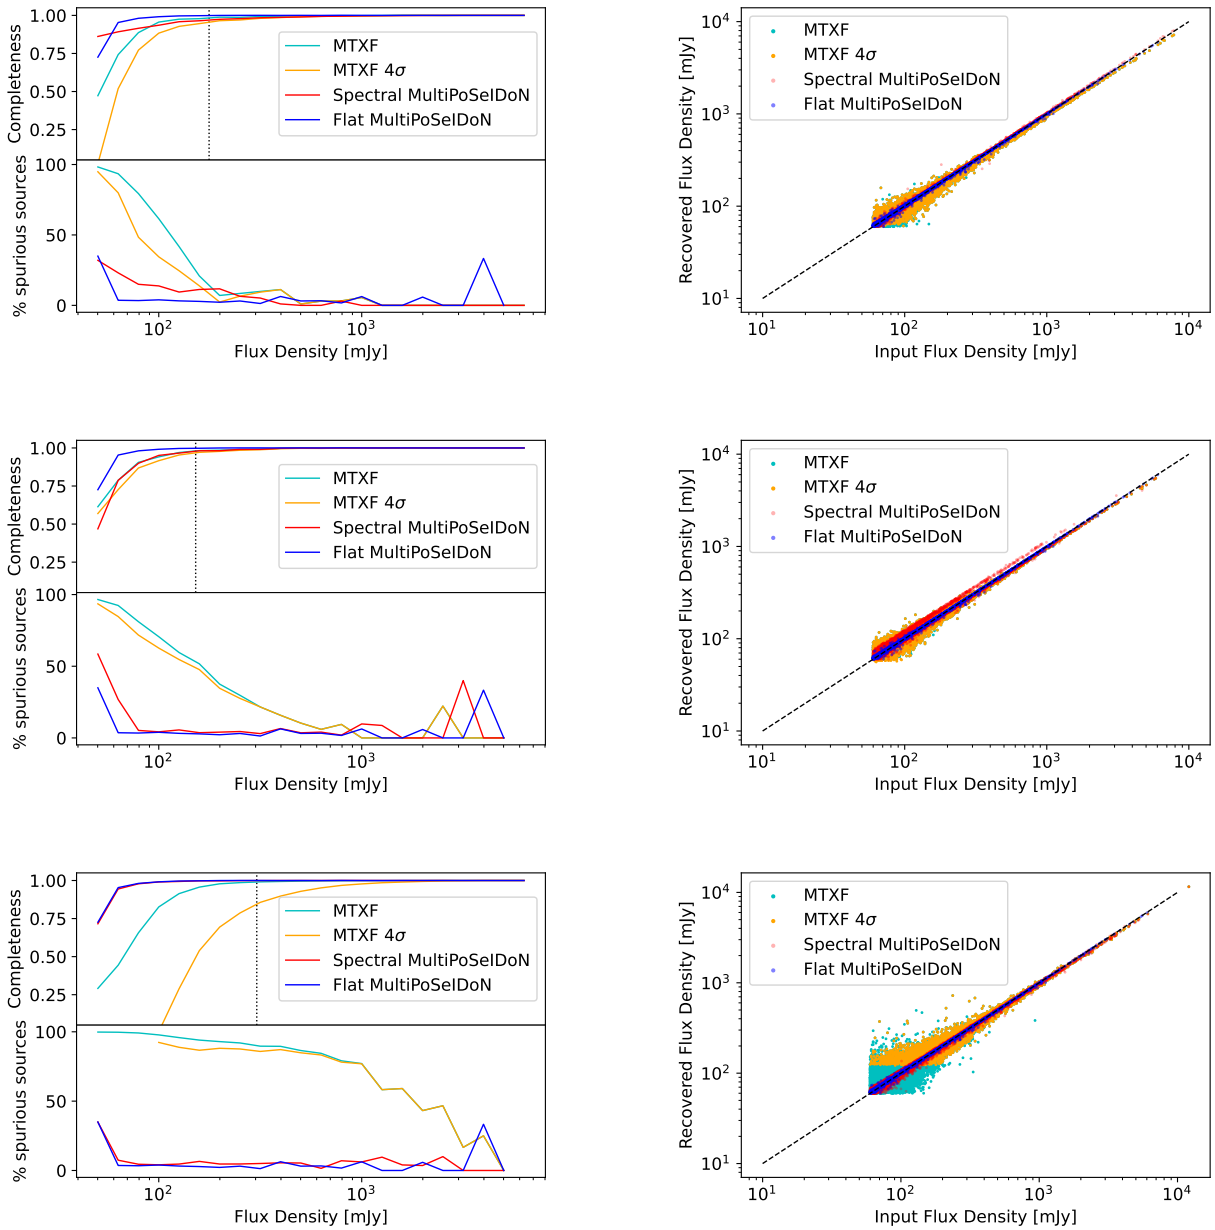 Completeness
1.00
0.75
0.50
0.25
MTXF
MTXF 4σ
Spectral MultiPoSeIDoN
Flat MultiPoSeIDoN
% spurious sources
100
50
0
10²
10³
Flux Density [mJy]
Recovered Flux Density [mJy]
10⁴
10³
10²
10¹
MTXF
MTXF 4σ
Spectral MultiPoSeIDoN
Flat MultiPoSeIDoN
10¹
10²
10³
10⁴
Input Flux Density [mJy]
Completeness
1.00
0.75
0.50
0.25
MTXF
MTXF 4σ
Spectral MultiPoSeIDoN
Flat MultiPoSeIDoN
% spurious sources
100
50
0
10²
10³
Flux Density [mJy]
Recovered Flux Density [mJy]
10⁴
10³
10²
10¹
MTXF
MTXF 4σ
Spectral MultiPoSeIDoN
Flat MultiPoSeIDoN
10¹
10²
10³
10⁴
Input Flux Density [mJy]
Completeness
1.00
0.75
0.50
0.25
MTXF
MTXF 4σ
Spectral MultiPoSeIDoN
Flat MultiPoSeIDoN
% spurious sources
100
50
0
10²
10³
Flux Density [mJy]
Recovered Flux Density [mJy]
10⁴
10³
10²
10¹
MTXF
MTXF 4σ
Spectral MultiPoSeIDoN
Flat MultiPoSeIDoN
10¹
10²
10³
10⁴
Input Flux Density [mJy]